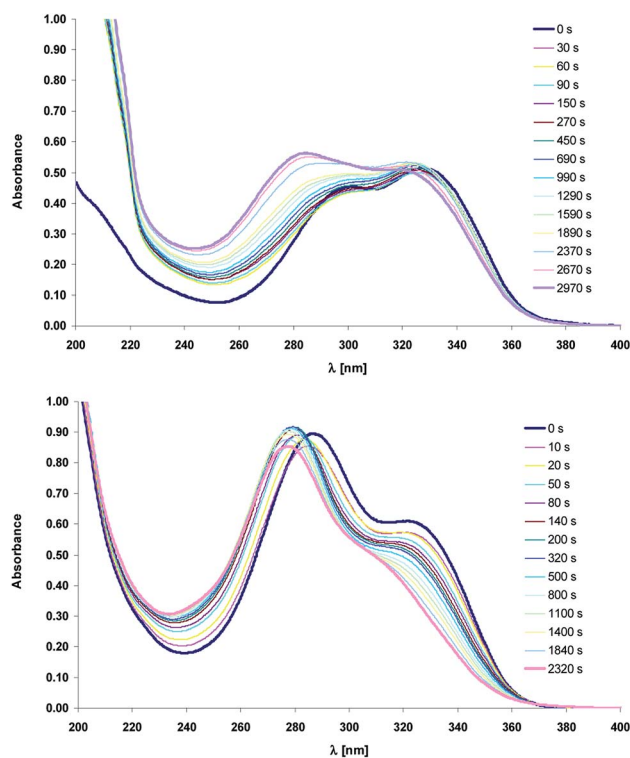 1.00
0.90
0.80
0.70
0.60
0.50
0.40
0.30
0.20
0.10
0.00
Absorbance
200 220 240 260 280 300 320 340 360 380 400
λ [nm]
0 s
30 s
60 s
90 s
150 s
270 s
450 s
690 s
990 s
1290 s
1590 s
1890 s
2370 s
2670 s
2970 s
1.00
0.90
0.80
0.70
0.60
0.50
0.40
0.30
0.20
0.10
0.00
Absorbance
200 220 240 260 280 300 320 340 360 380 400
λ [nm]
0 s
10 s
20 s
50 s
80 s
140 s
200 s
320 s
500 s
800 s
1100 s
1400 s
1840 s
2320 s